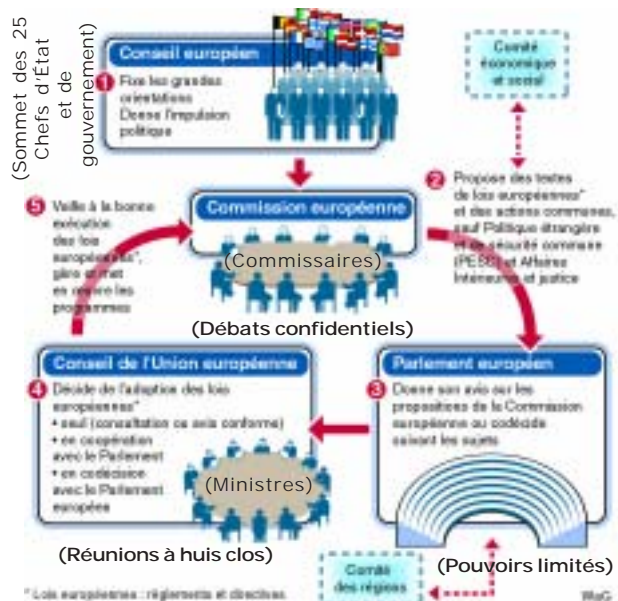 (Sommet des 25
Chefs d'État
et de
gouvernement)
Conseil européen
1 Fixe les grandes
orientations
Donne l'impulsion
politique
Comité
économique
et social
2 Propose des textes
de lois européennes*
et des actions communes,
sauf Politique étrangère
et de sécurité commune
(PESC) et Affaires
Intérieures et justice
5 Veille à la bonne
exécution
des lois
européennes*,
gère et met
en œuvre les
programmes
Commission européenne
(Commissaires)
(Débats confidentiels)
Conseil de l'Union européenne
4 Décide de l'adoption des lois
européennes*
• seul (consultation ou avis conforme)
• en coopération
avec le Parlement
• en codécision
avec le Parlement
européen
(Ministres)
(Réunions à huis clos)
Parlement européen
3 Donne son avis sur les
propositions de la Commission
européenne ou codécide
suivant les sujets
(Pouvoirs limités)
Comité
des régions
* Lois européennes : règlements et directives